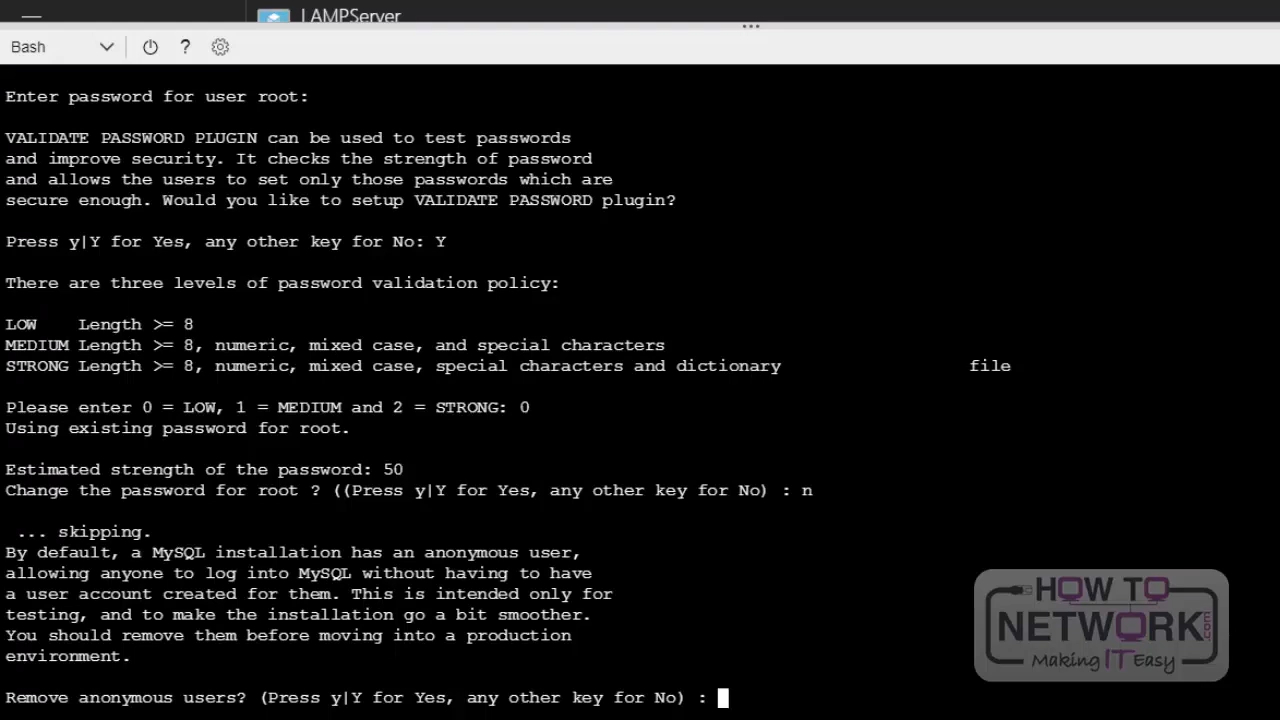 LAMPServer
Bash
?
Enter password for user root:
VALIDATE PASSWORD PLUGIN can be used to test passwords
and improve security. It checks the strength of password
and allows the users to set only those passwords which are
secure enough. Would you like to setup VALIDATE PASSWORD plugin?
Press y|Y for Yes, any other key for No: Y
There are three levels of password validation policy:
LOW    Length >= 8
MEDIUM Length >= 8, numeric, mixed case, and special characters
STRONG Length >= 8, numeric, mixed case, special characters and dictionary                  file
Please enter 0 = LOW, 1 = MEDIUM and 2 = STRONG: 0
Using existing password for root.
Estimated strength of the password: 50
Change the password for root ? ((Press y|Y for Yes, any other key for No) : n
 ... skipping.
By default, a MySQL installation has an anonymous user,
allowing anyone to log into MySQL without having to have
a user account created for them. This is intended only for
testing, and to make the installation go a bit smoother.
You should remove them before moving into a production
environment.
Remove anonymous users? (Press y|Y for Yes, any other key for No) :
HOW TO
NETWORK.com
Making IT Easy